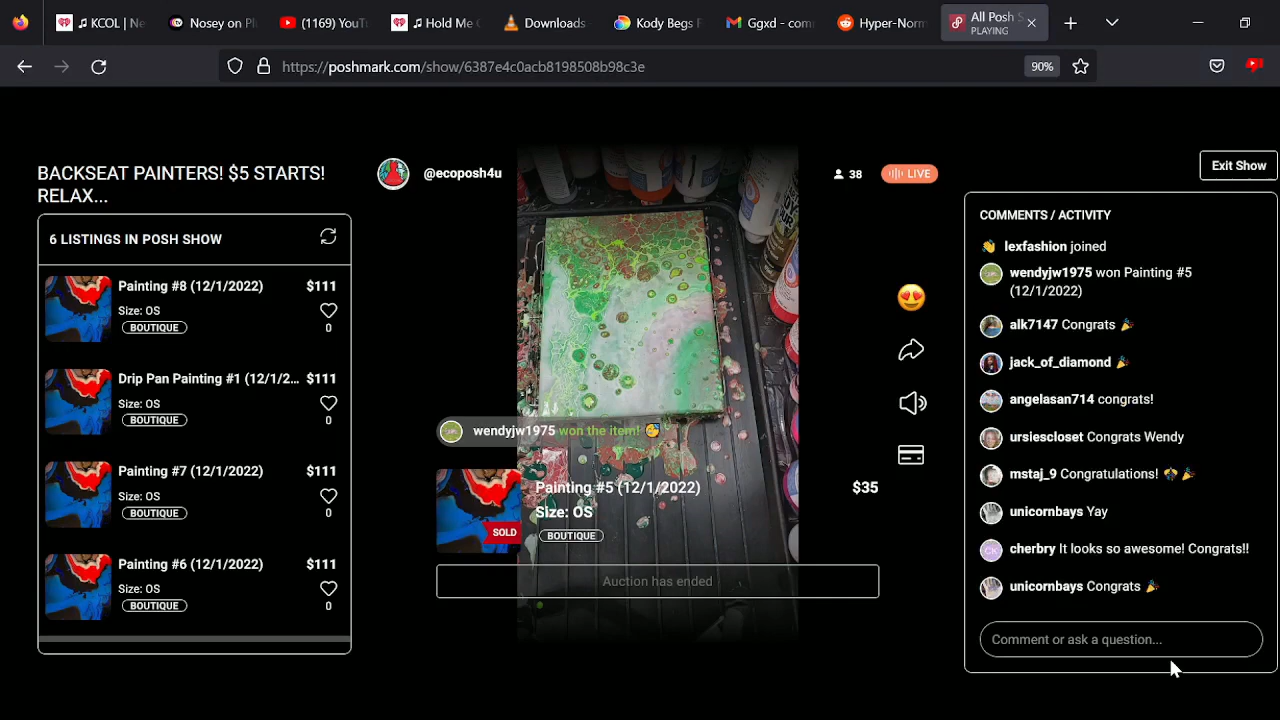 ♫ KCOL | Ne
Nosey on Pl
(1169) YouT
♫ Hold Me
Downloads
Kody Begs F
Ggxd - com
Hyper-Norm
All Posh S
PLAYING
https://poshmark.com/show/6387e4c0acb8198508b98c3e
90%
BACKSEAT PAINTERS! $5 STARTS!
RELAX...
@ecoposh4u
38
LIVE
Exit Show
6 LISTINGS IN POSH SHOW
Painting #8 (12/1/2022) $111
Size: OS
BOUTIQUE
0
Drip Pan Painting #1 (12/1/2... $111
Size: OS
BOUTIQUE
0
Painting #7 (12/1/2022) $111
Size: OS
BOUTIQUE
0
Painting #6 (12/1/2022) $111
Size: OS
BOUTIQUE
0
wendyjw1975 won the item! 🥳
Painting #5 (12/1/2022) $35
Size: OS
SOLD
BOUTIQUE
Auction has ended
COMMENTS / ACTIVITY
👏 lexfashion joined
wendyjw1975 won Painting #5
(12/1/2022)
alk7147 Congrats 🎉
jack_of_diamond 🎉
angelasan714 congrats!
ursiescloset Congrats Wendy
mstaj_9 Congratulations! 🎊🎉
unicornbays Yay
CK
cherbry It looks so awesome! Congrats!!
unicornbays Congrats 🎉
Comment or ask a question...